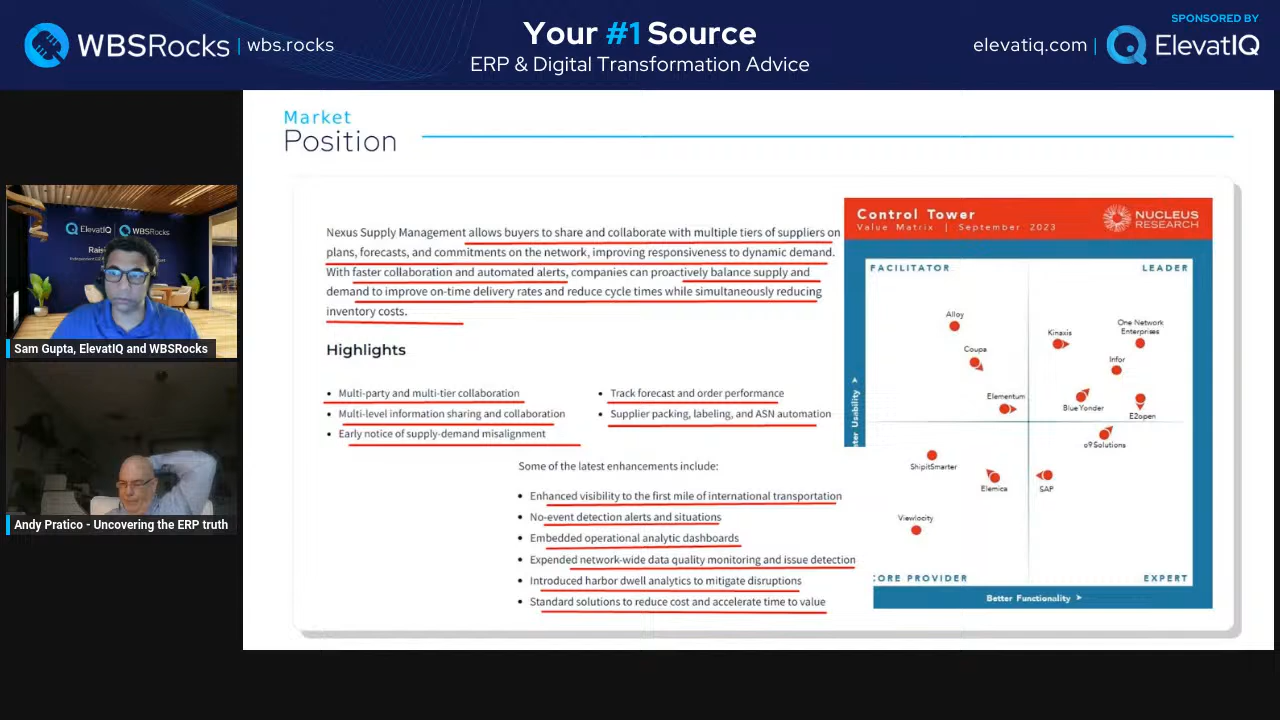 WBSRocks | wbs.rocks
Your #1 Source
ERP & Digital Transformation Advice
SPONSORED BY
elevatiq.com | ElevatIQ
Market
Position
Nexus Supply Management allows buyers to share and collaborate with multiple tiers of suppliers on
plans, forecasts, and commitments on the network, improving responsiveness to dynamic demand.
With faster collaboration and automated alerts, companies can proactively balance supply and
demand to improve on-time delivery rates and reduce cycle times while simultaneously reducing
inventory costs.
Highlights
• Multi-party and multi-tier collaboration
• Multi-level information sharing and collaboration
• Early notice of supply-demand misalignment
• Track forecast and order performance
• Supplier packing, labeling, and ASN automation
Some of the latest enhancements include:
• Enhanced visibility to the first mile of international transportation
• No-event detection alerts and situations
• Embedded operational analytic dashboards
• Expended network-wide data quality monitoring and issue detection
• Introduced harbor dwell analytics to mitigate disruptions
• Standard solutions to reduce cost and accelerate time to value
Control Tower
Value Matrix | September 2023
NUCLEUS
RESEARCH
FACILITATOR
LEADER
Alloy
Coupa
Elementum
Kinaxis
One Network
Enterprises
Infor
Blue Yonder
E2open
o9 Solutions
ShipitSmarter
Elemica
SAP
Viewlocity
Usability
CORE PROVIDER
EXPERT
Better Functionality
ElevatIQ | WBSRocks
Sam Gupta, ElevatIQ and WBSRocks
Andy Pratico - Uncovering the ERP truth